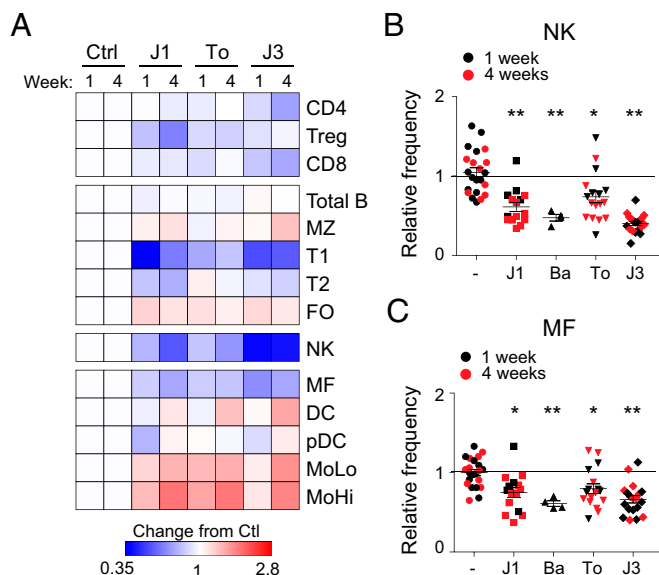 A
Ctrl J1 To J3
Week: 1 4 1 4 1 4 1 4
CD4
Treg
CD8
Total B
MZ
T1
T2
FO
NK
MF
DC
pDC
MoLo
MoHi
Change from Ctl
0.35 1 2.8
B
NK
1 week
4 weeks
Relative frequency
2
1
0
** ** * **
- J1 Ba To J3
C
MF
1 week
4 weeks
Relative frequency
2
1
0
* ** * **
- J1 Ba To J3